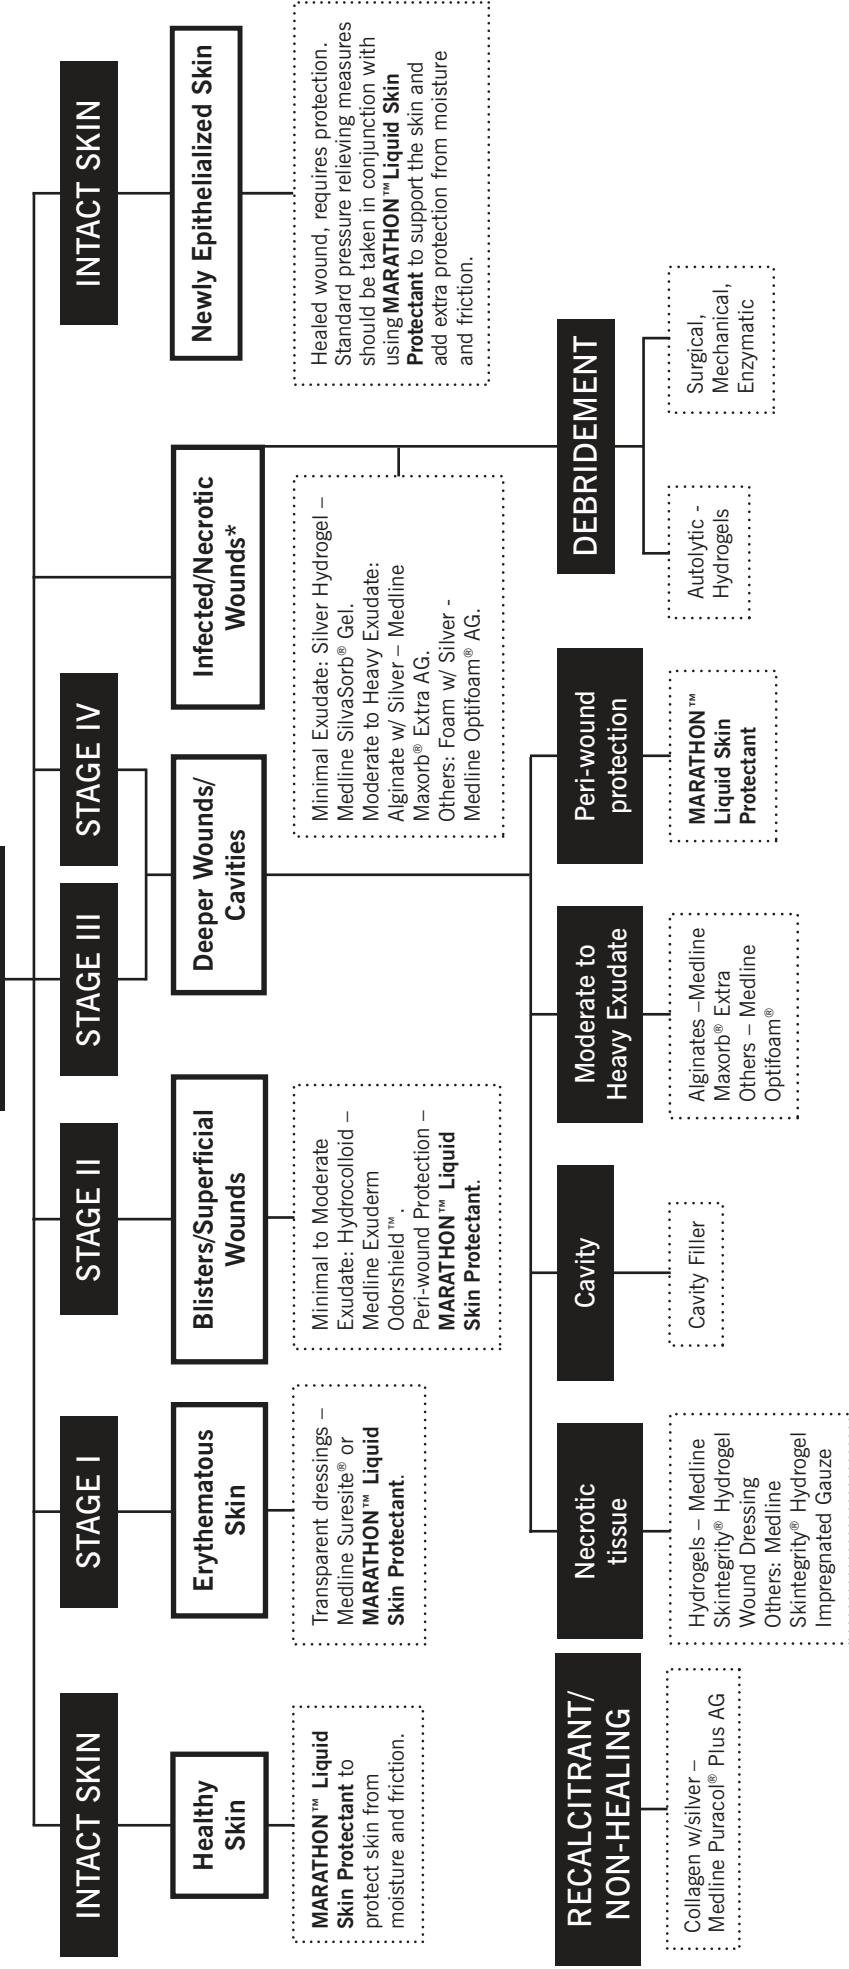 INTACT SKIN
Healthy
Skin
MARATHON™ Liquid
Skin Protectant to
protect skin from
moisture and friction.
STAGE I
Erythematous
Skin
Transparent dressings –
Medline Suresite® or
MARATHON™ Liquid
Skin Protectant.
STAGE II
Blisters/Superficial
Wounds
Minimal to Moderate
Exudate: Hydrocolloid –
Medline Exuderm
Odorshield™.
Peri-wound Protection –
MARATHON™ Liquid
Skin Protectant.
STAGE III
STAGE IV
Deeper Wounds/
Cavities
Infected/Necrotic
Wounds*
Minimal Exudate: Silver Hydrogel –
Medline SilvaSorb® Gel.
Moderate to Heavy Exudate:
Alginate w/ Silver – Medline
Maxorb® Extra AG.
Others: Foam w/ Silver -
Medline Optifoam® AG.
INTACT SKIN
Newly Epithelialized Skin
Healed wound, requires protection.
Standard pressure relieving measures
should be taken in conjunction with
using MARATHON™ Liquid Skin
Protectant to support the skin and
add extra protection from moisture
and friction.
RECALCITRANT/
NON-HEALING
Collagen w/silver –
Medline Puracol® Plus AG
Necrotic
tissue
Hydrogels – Medline
Skintegrity® Hydrogel
Wound Dressing
Others: Medline
Skintegrity® Hydrogel
Impregnated Gauze
Cavity
Cavity Filler
Moderate to
Heavy Exudate
Alginates –Medline
Maxorb® Extra
Others – Medline
Optifoam®
Peri-wound
protection
MARATHON™
Liquid Skin
Protectant
DEBRIDEMENT
Autolytic -
Hydrogels
Surgical,
Mechanical,
Enzymatic